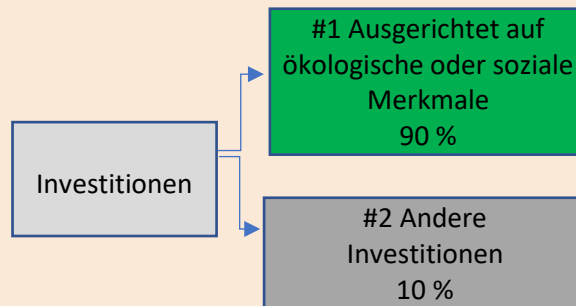 #1 Ausgerichtet auf
ökologische oder soziale
Merkmale
90 %
Investitionen
#2 Andere
Investitionen
10 %